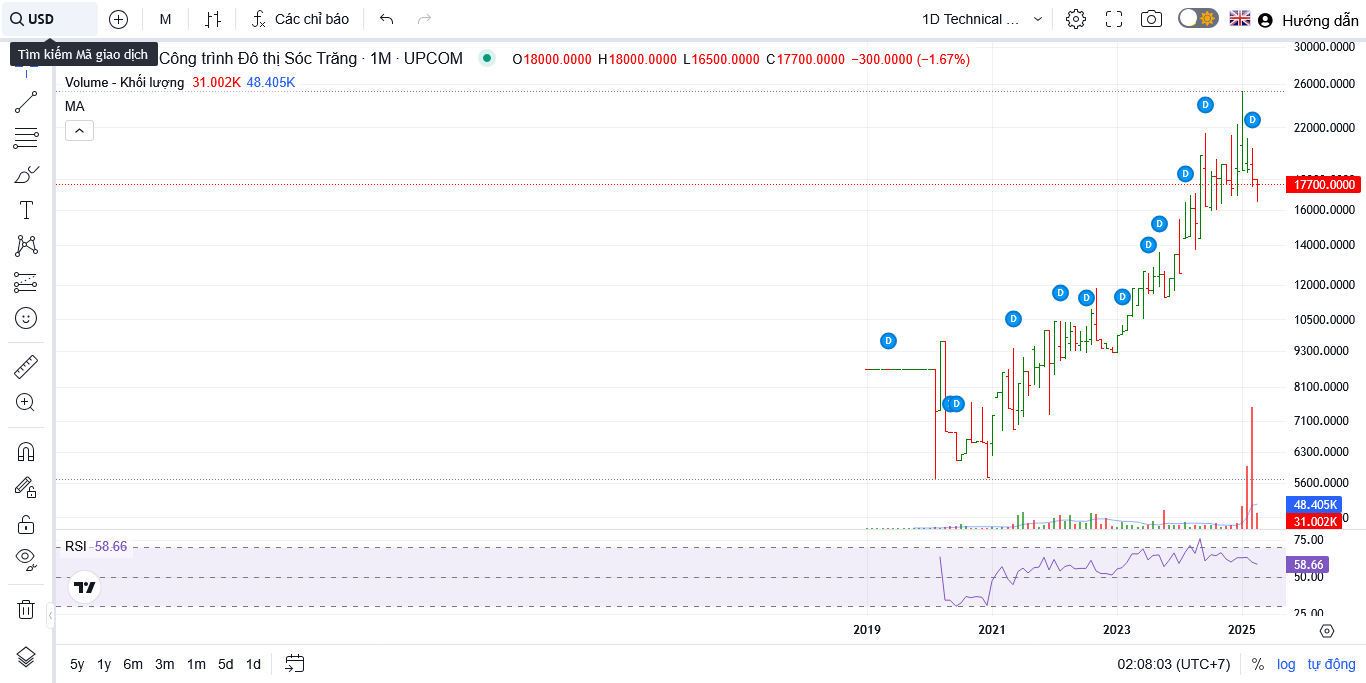 USD
M
Các chỉ báo
1D Technical ...
Hướng dẫn
Tìm kiếm Mã giao dịch
Công trình Đô thị Sóc Trăng · 1M · UPCOM
O18000.0000 H18000.0000 L16500.0000 C17700.0000 −300.0000 (−1.67%)
Volume - Khối lượng 31.002K 48.405K
MA
30000.0000
26000.0000
22000.0000
17700.0000
16000.0000
14000.0000
12000.0000
10500.0000
9300.0000
8100.0000
7100.0000
6300.0000
5600.0000
48.405K
31.002K
D
D
D
D
D
D
D
D
D
D
D
D
RSI 58.66
75.00
58.66
50.00
25.00
2019
2021
2023
2025
5y 1y 6m 3m 1m 5d 1d
02:08:03 (UTC+7)
%
log
tự động